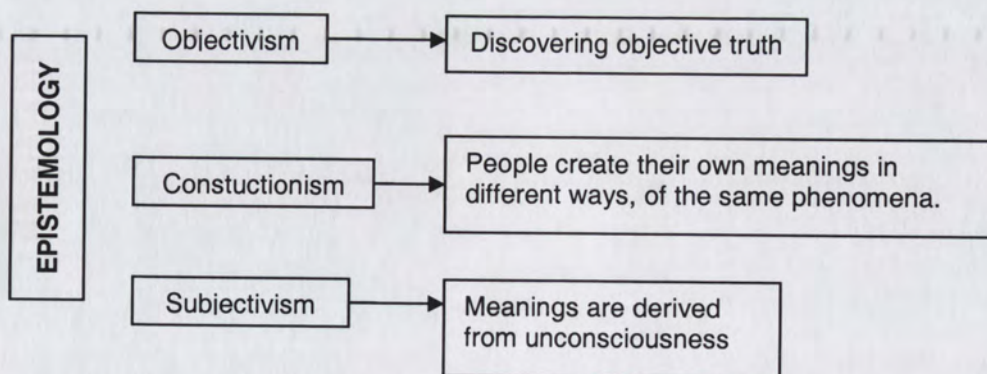 EPISTEMOLOGY
Objectivism
Discovering objective truth
Constuctionism
People create their own meanings in
different ways, of the same phenomena.
Subjectivism
Meanings are derived
from unconsciousness